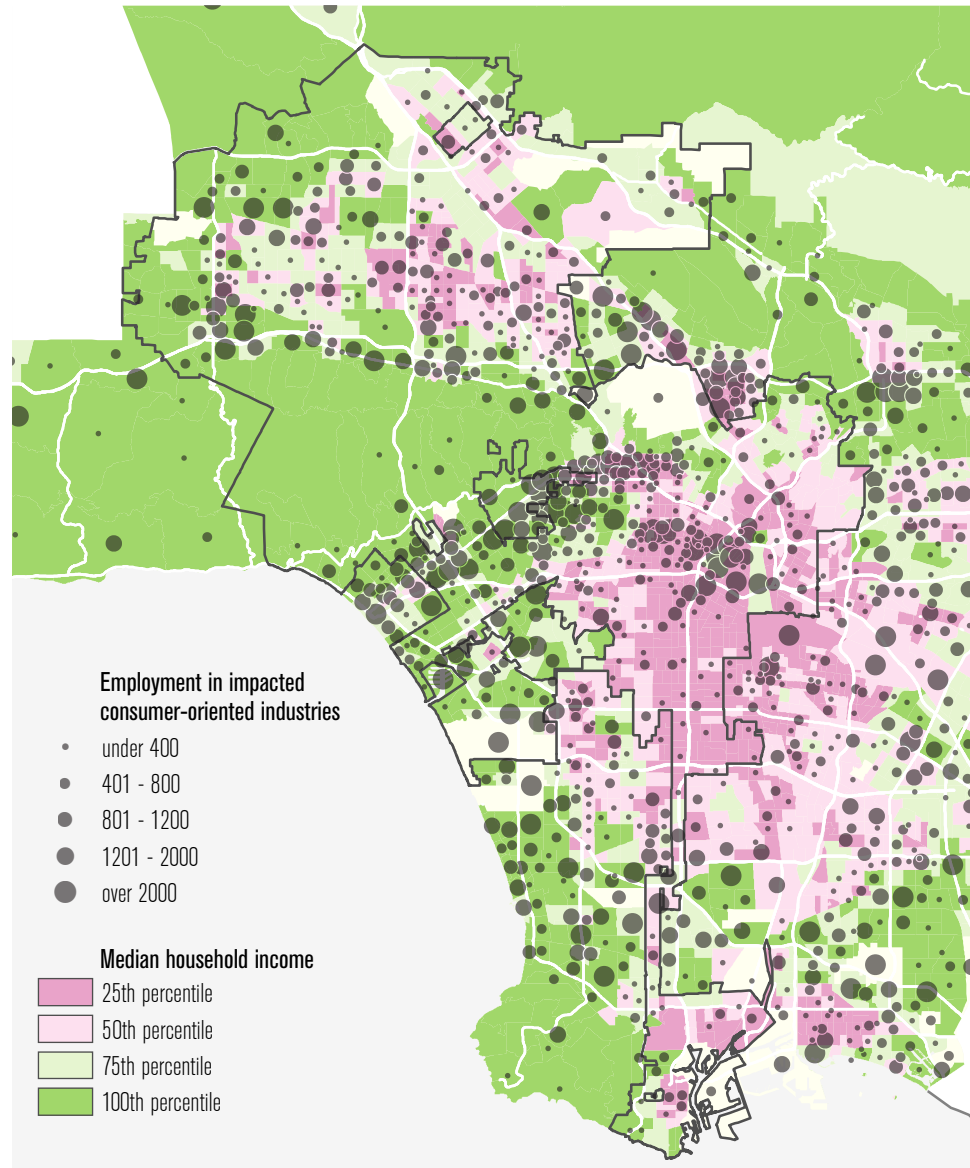 Employment in impacted
consumer-oriented industries
under 400
401 - 800
801 - 1200
1201 - 2000
over 2000
Median household income
25th percentile
50th percentile
75th percentile
100th percentile